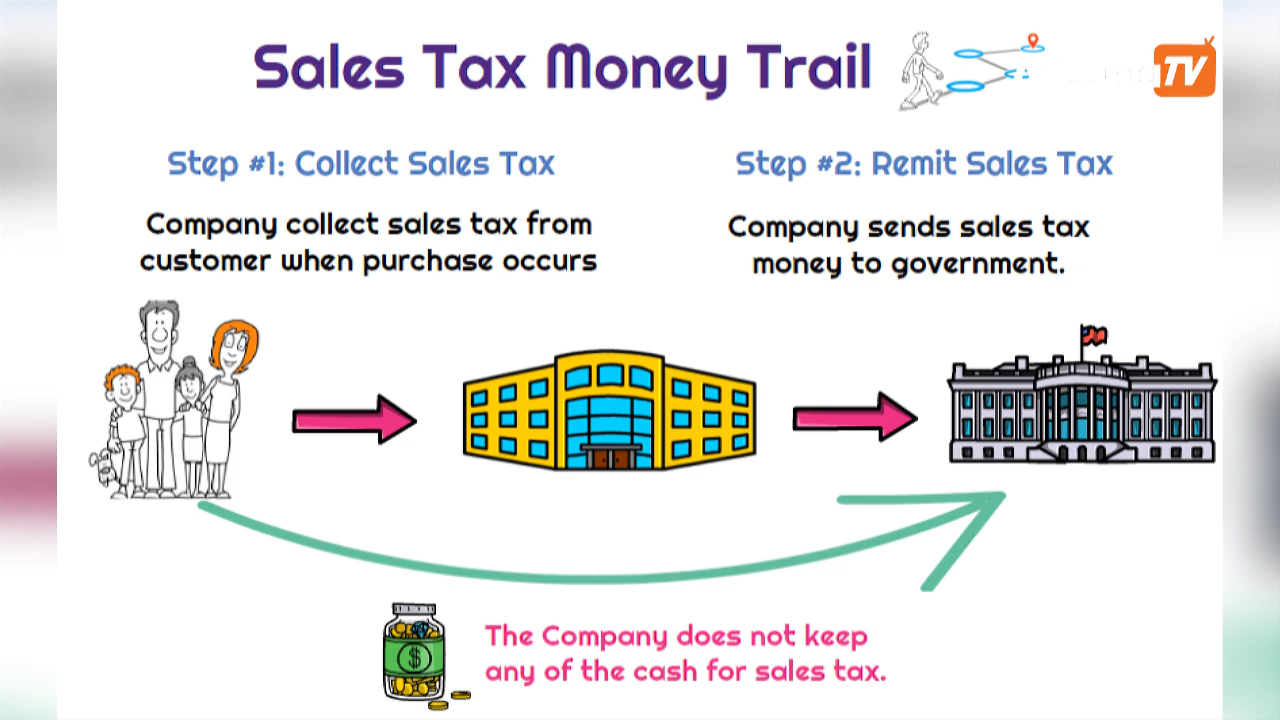 Sales Tax Money Trail
TV
Step #1: Collect Sales Tax
Step #2: Remit Sales Tax
Company collect sales tax from
customer when purchase occurs
Company sends sales tax
money to government.
$
The Company does not keep
any of the cash for sales tax.